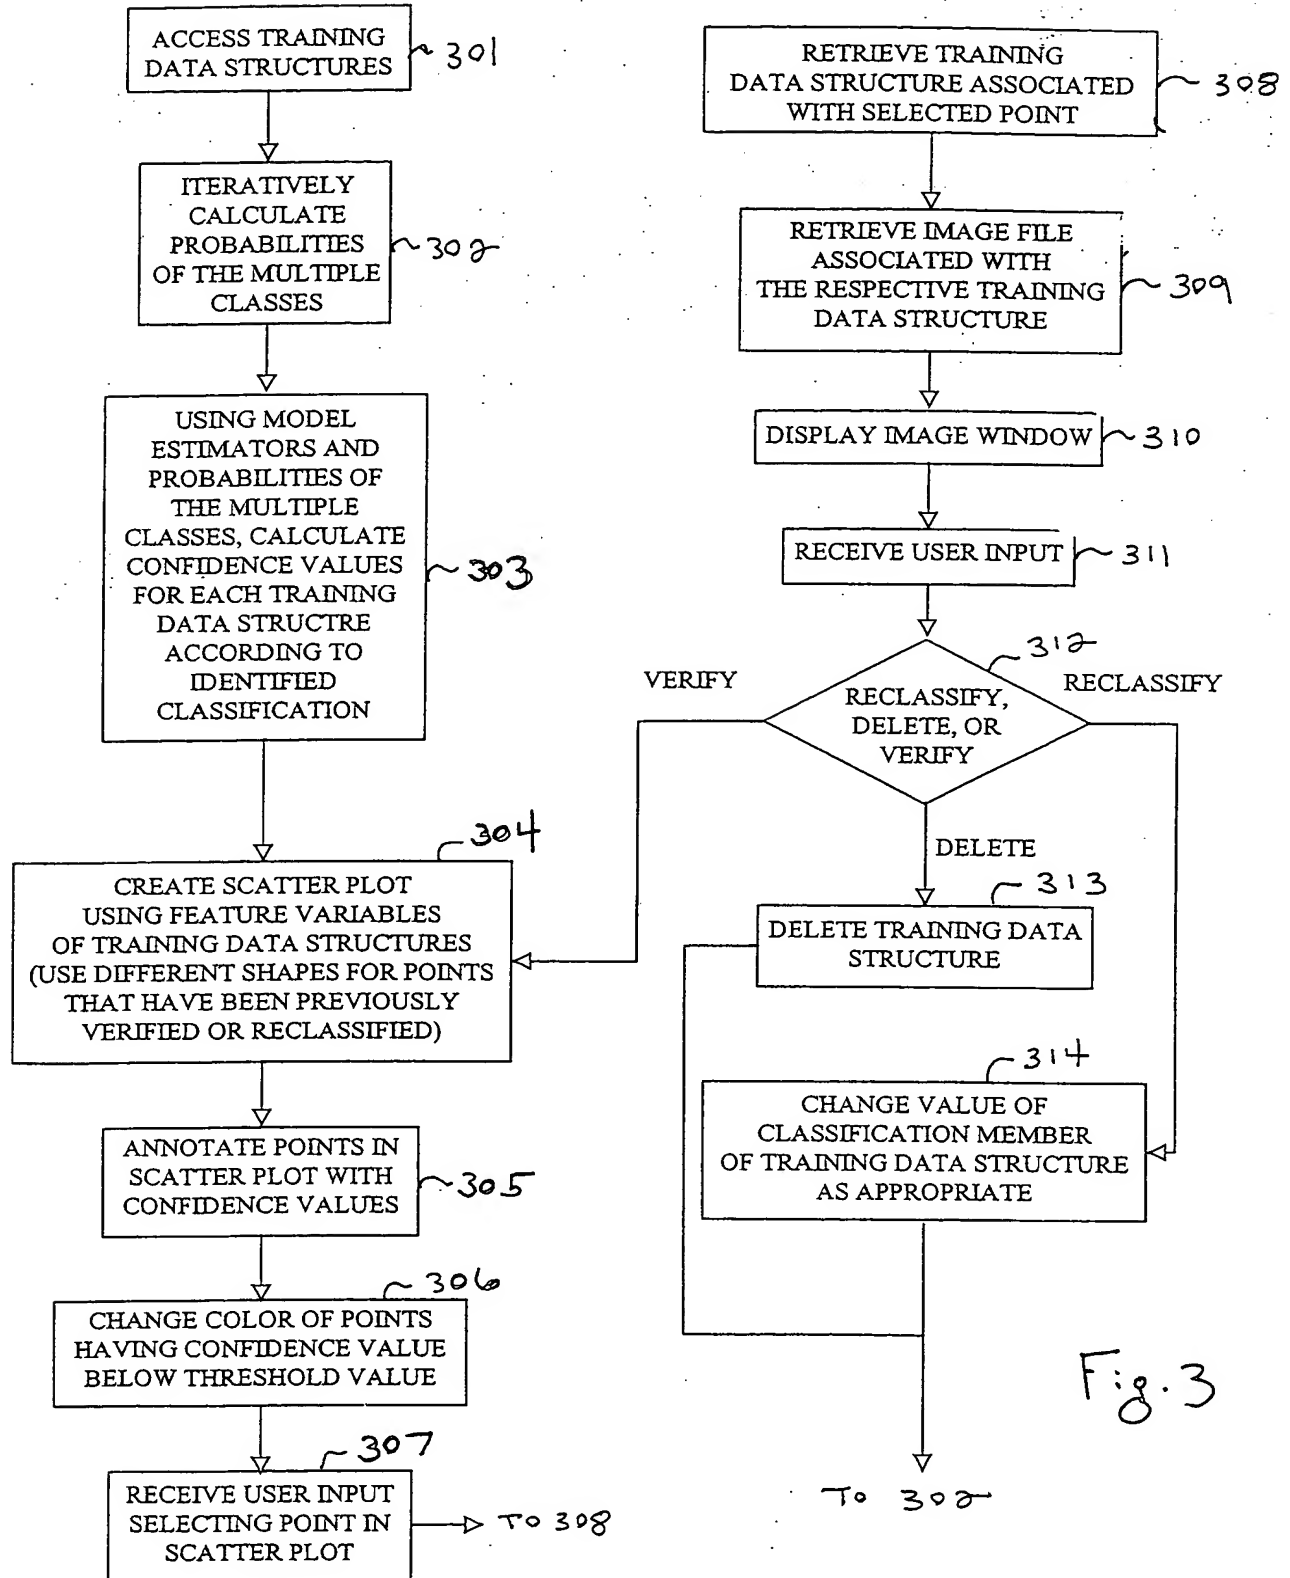 ACCESS TRAINING
DATA STRUCTURES
301
ITERATIVELY
CALCULATE
PROBABILITIES
OF THE MULTIPLE
CLASSES
302
USING MODEL
ESTIMATORS AND
PROBABILITIES OF
THE MULTIPLE
CLASSES, CALCULATE
CONFIDENCE VALUES
FOR EACH TRAINING
DATA STRUCTRE
ACCORDING TO
IDENTIFIED
CLASSIFICATION
303
304
CREATE SCATTER PLOT
USING FEATURE VARIABLES
OF TRAINING DATA STRUCTURES
(USE DIFFERENT SHAPES FOR POINTS
THAT HAVE BEEN PREVIOUSLY
VERIFIED OR RECLASSIFIED)
ANNOTATE POINTS IN
SCATTER PLOT WITH
CONFIDENCE VALUES
305
306
CHANGE COLOR OF POINTS
HAVING CONFIDENCE VALUE
BELOW THRESHOLD VALUE
307
RECEIVE USER INPUT
SELECTING POINT IN
SCATTER PLOT
TO 308
RETRIEVE TRAINING
DATA STRUCTURE ASSOCIATED
WITH SELECTED POINT
308
RETRIEVE IMAGE FILE
ASSOCIATED WITH
THE RESPECTIVE TRAINING
DATA STRUCTURE
309
DISPLAY IMAGE WINDOW
310
RECEIVE USER INPUT
311
312
VERIFY
RECLASSIFY
RECLASSIFY,
DELETE, OR
VERIFY
DELETE
313
DELETE TRAINING DATA
STRUCTURE
314
CHANGE VALUE OF
CLASSIFICATION MEMBER
OF TRAINING DATA STRUCTURE
AS APPROPRIATE
TO 302
Fig. 3